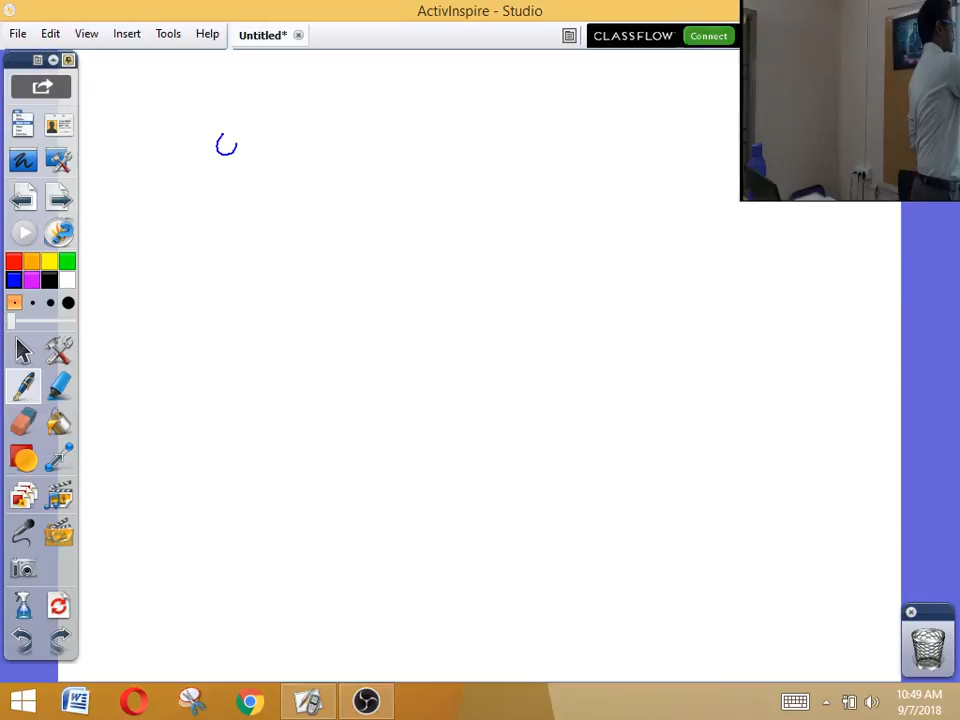 ActivInspire - Studio
File Edit View Insert Tools Help Untitled* CLASSFLOW Connect
10:49 AM
9/7/2018